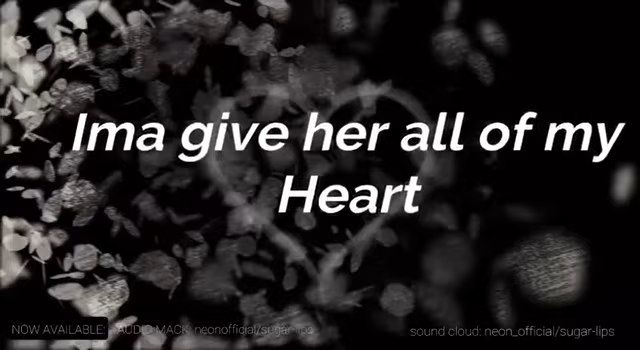 Ima give her all of my
Heart
NOW AVAILABLE: AUDIO MACK: neonofficial/sugar-lips
sound cloud: neon_official/sugar-lips